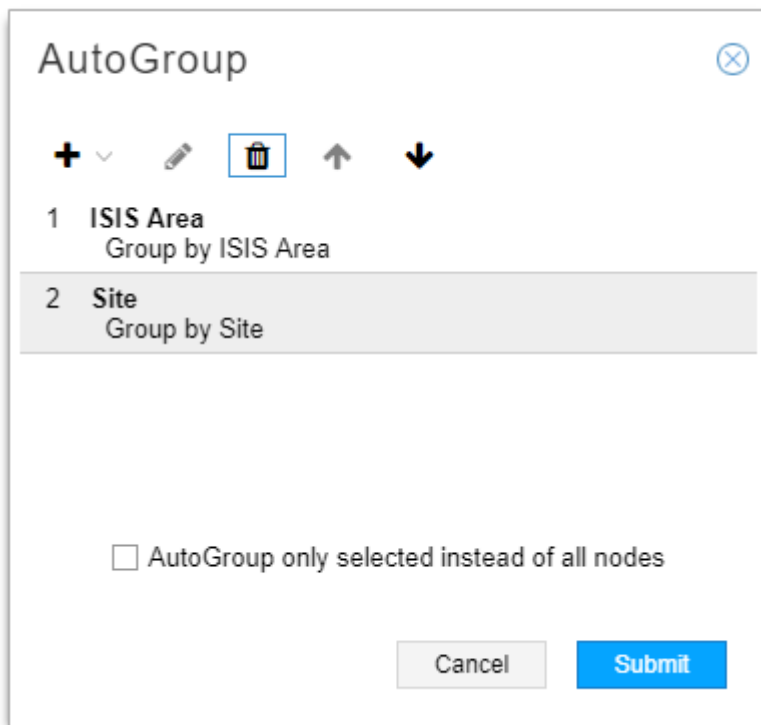 AutoGroup
1 ISIS Area
Group by ISIS Area
2 Site
Group by Site
AutoGroup only selected instead of all nodes
Cancel Submit